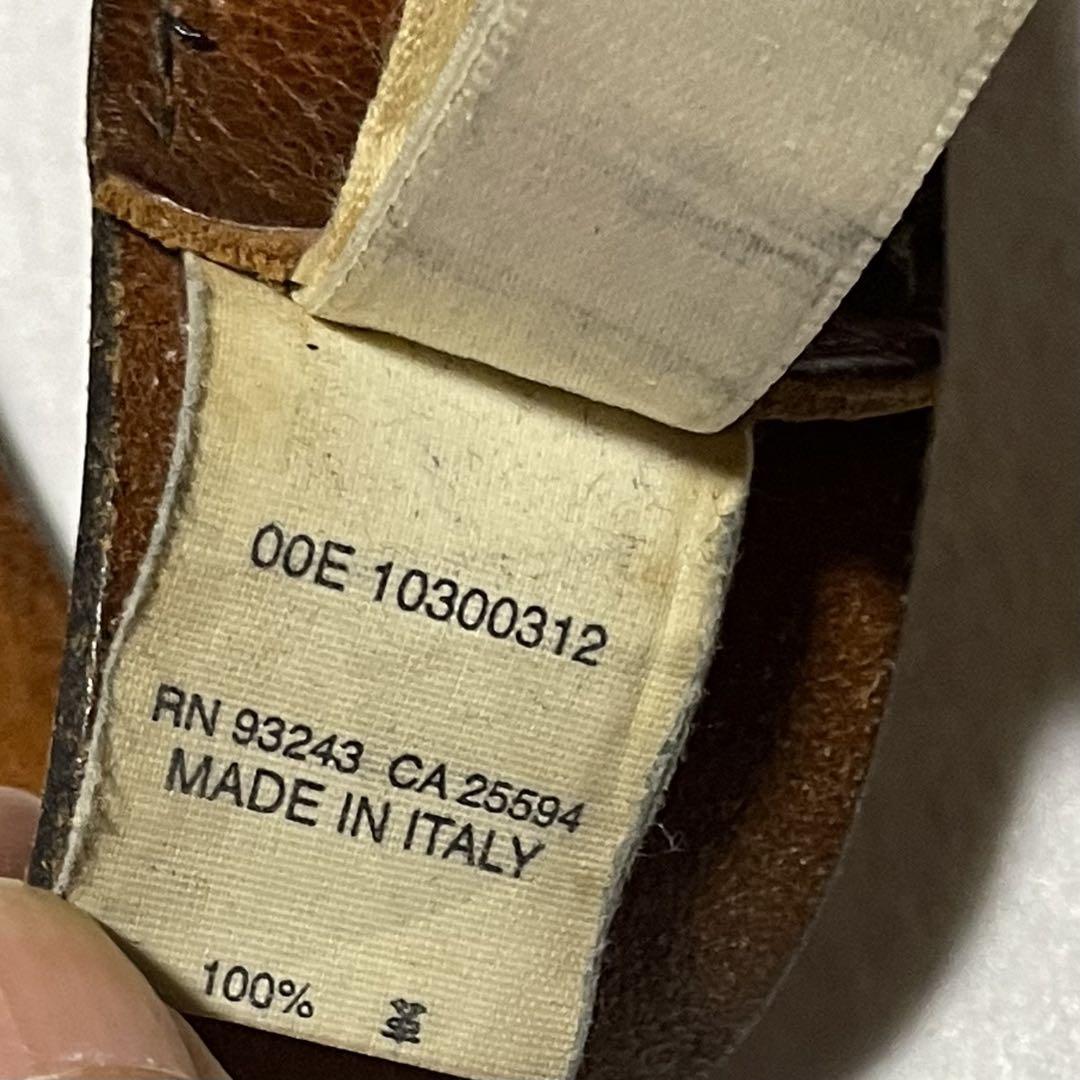 00E 10300312
RN 93243 CA 25594
MADE IN ITALY
100% 革